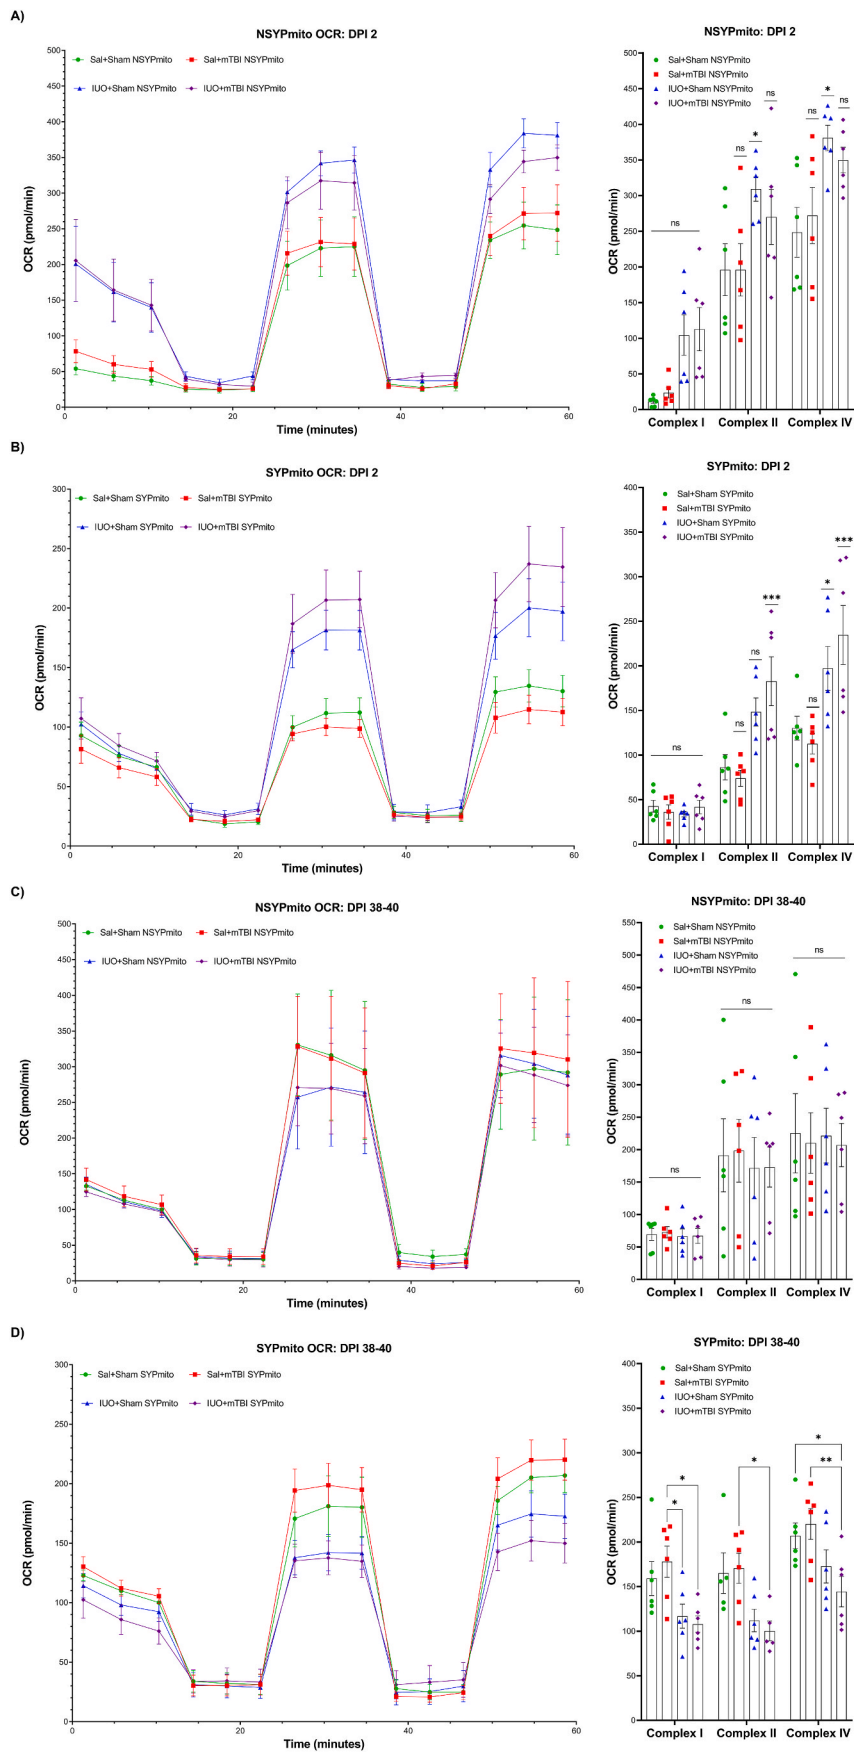 A)
NSYPmito OCR: DPI 2
Sal+Sham NSYPmito
Sal+mTBI NSYPmito
IUO+Sham NSYPmito
IUO+mTBI NSYPmito
OCR (pmol/min)
500
450
400
350
300
250
200
150
100
50
0
0
20
40
60
Time (minutes)
NSYPmito: DPI 2
Sal+Sham NSYPmito
Sal+mTBI NSYPmito
IUO+Sham NSYPmito
IUO+mTBI NSYPmito
OCR (pmol/min)
500
450
400
350
300
250
200
150
100
50
0
ns
ns
*
ns
ns
*
ns
Complex I
Complex II
Complex IV
B)
SYPmito OCR: DPI 2
Sal+Sham SYPmito
Sal+mTBI SYPmito
IUO+Sham SYPmito
IUO+mTBI SYPmito
OCR (pmol/min)
300
250
200
150
100
50
0
0
20
40
60
Time (minutes)
SYPmito: DPI 2
Sal+Sham SYPmito
Sal+mTBI SYPmito
IUO+Sham SYPmito
IUO+mTBI SYPmito
OCR (pmol/min)
400
350
300
250
200
150
100
50
0
ns
ns
ns
***
ns
*
***
Complex I
Complex II
Complex IV
C)
NSYPmito OCR: DPI 38-40
Sal+Sham NSYPmito
Sal+mTBI NSYPmito
IUO+Sham NSYPmito
IUO+mTBI NSYPmito
OCR (pmol/min)
500
450
400
350
300
250
200
150
100
50
0
0
20
40
60
Time (minutes)
NSYPmito: DPI 38-40
Sal+Sham NSYPmito
Sal+mTBI NSYPmito
IUO+Sham NSYPmito
IUO+mTBI NSYPmito
OCR (pmol/min)
550
500
450
400
350
300
250
200
150
100
50
0
ns
ns
ns
Complex I
Complex II
Complex IV
D)
SYPmito OCR: DPI 38-40
Sal+Sham SYPmito
Sal+mTBI SYPmito
IUO+Sham SYPmito
IUO+mTBI SYPmito
OCR (pmol/min)
300
250
200
150
100
50
0
0
20
40
60
Time (minutes)
SYPmito: DPI 38-40
Sal+Sham SYPmito
Sal+mTBI SYPmito
IUO+Sham SYPmito
IUO+mTBI SYPmito
OCR (pmol/min)
400
350
300
250
200
150
100
50
0
*
*
*
*
**
Complex I
Complex II
Complex IV